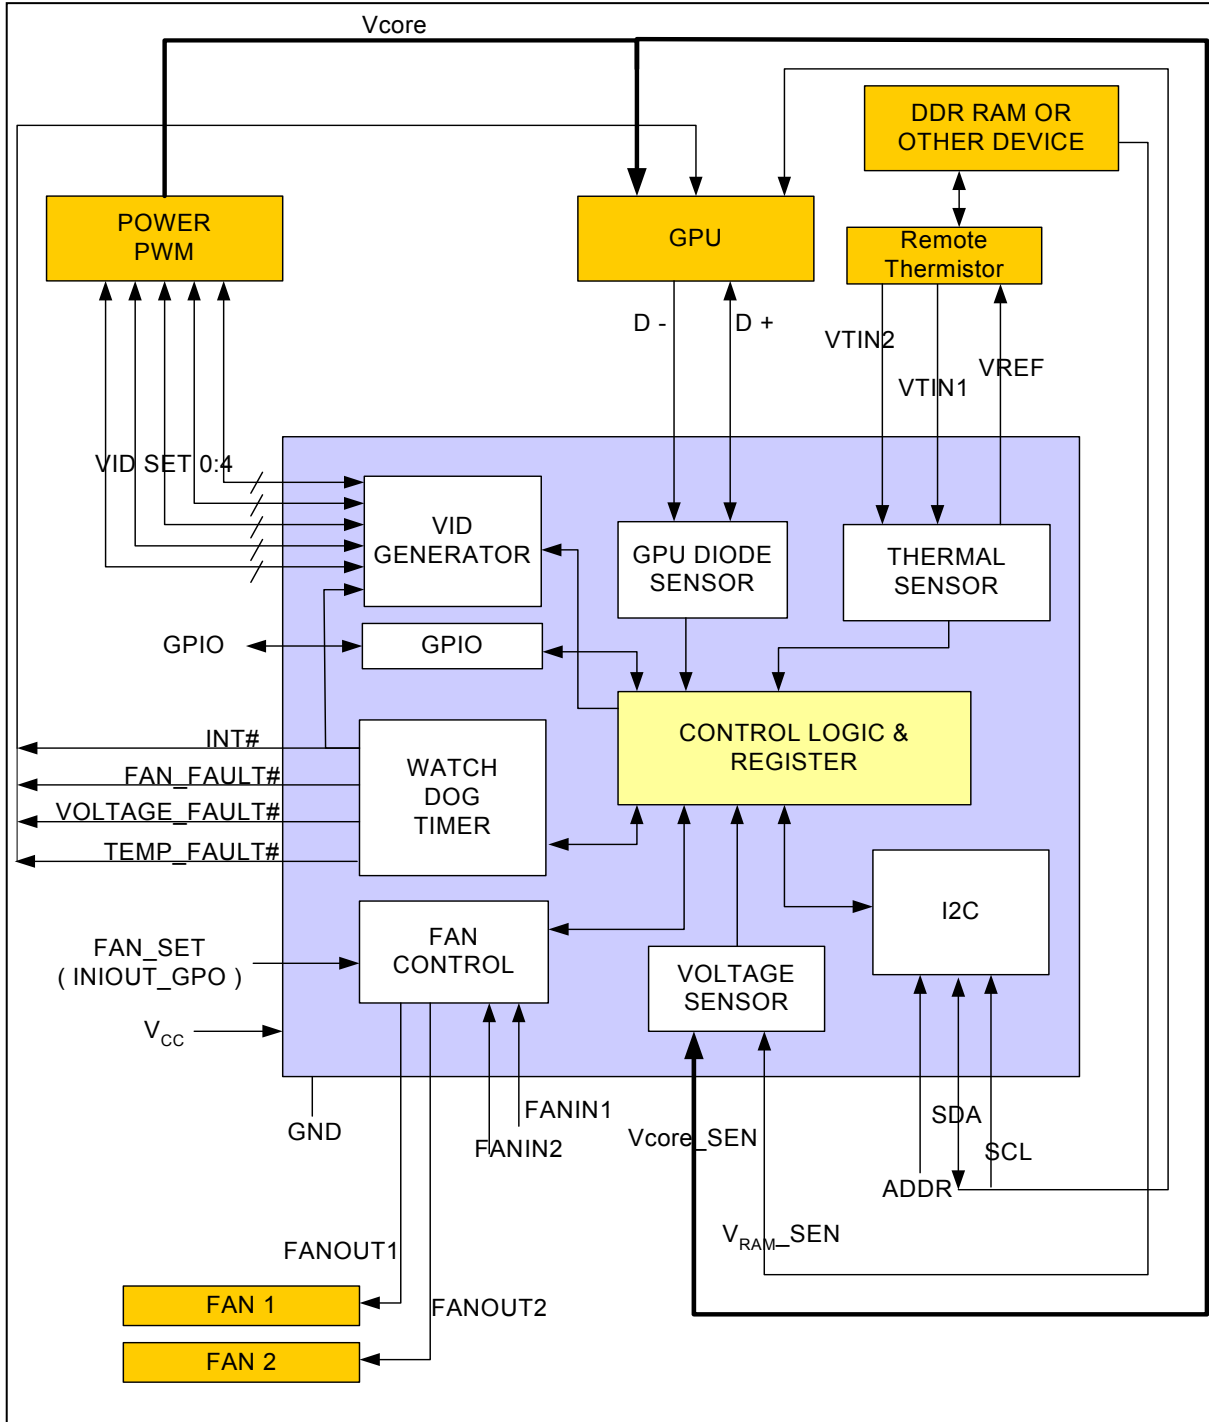 Vcore
DDR RAM OR
OTHER DEVICE
POWER
PWM
GPU
Remote
Thermistor
D -
D +
VTIN2
VTIN1
VREF
VID SET 0:4
VID
GENERATOR
GPU DIODE
SENSOR
THERMAL
SENSOR
GPIO
GPIO
CONTROL LOGIC &
REGISTER
INT#
FAN_FAULT#
VOLTAGE_FAULT#
TEMP_FAULT#
WATCH
DOG
TIMER
I2C
FAN_SET
( INIOUT_GPO )
FAN
CONTROL
VOLTAGE
SENSOR
VCC
GND
FANIN1
FANIN2
Vcore_SEN
SDA
SCL
ADDR
VRAM_SEN
FANOUT1
FANOUT2
FAN 1
FAN 2